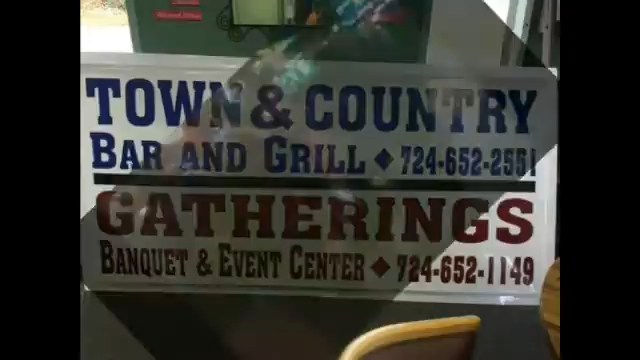 TOWN & COUNTRY
BAR AND GRILL ◆ 724-652-2551
GATHERINGS
BANQUET & EVENT CENTER ◆ 724-652-1149